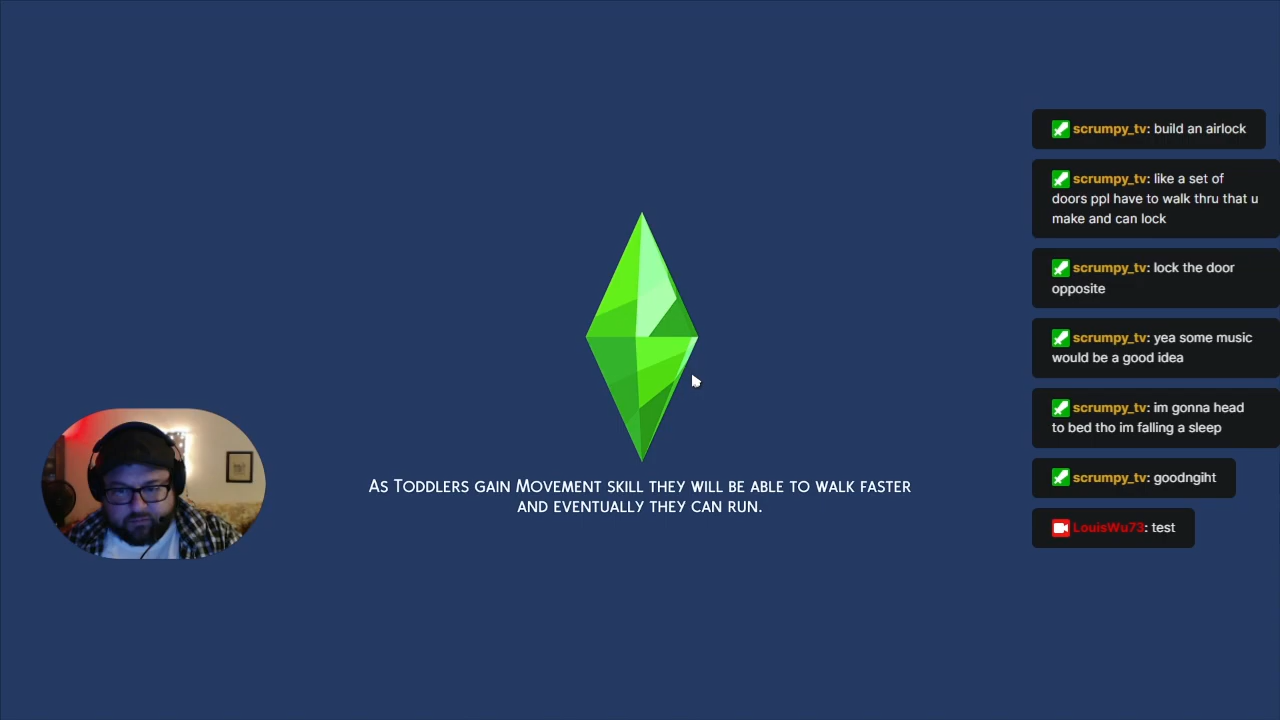 scrumpy_tv: build an airlock
scrumpy_tv: like a set of
doors ppl have to walk thru that u
make and can lock
scrumpy_tv: lock the door
opposite
scrumpy_tv: yea some music
would be a good idea
scrumpy_tv: im gonna head
to bed tho im falling a sleep
scrumpy_tv: goodngiht
LouisWu73: test
AS TODDLERS GAIN MOVEMENT SKILL THEY WILL BE ABLE TO WALK FASTER
AND EVENTUALLY THEY CAN RUN.